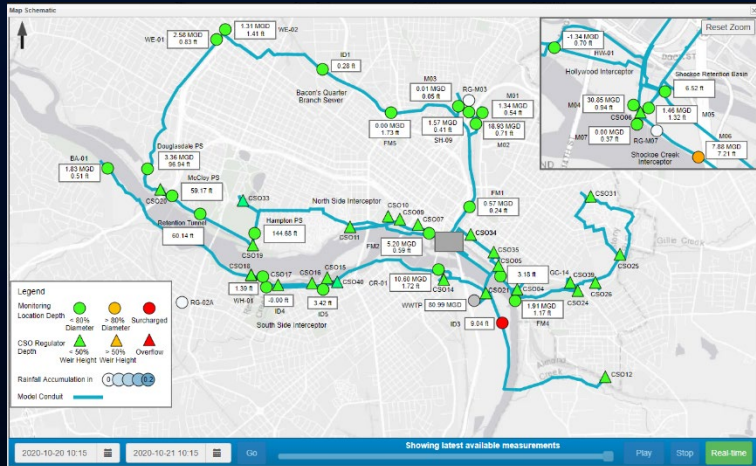 Map Schematic
Reset Zoom
WE-01
2.58 MGD
0.83 ft
1.31 MGD
1.41 ft
WE-02
ID1
0.28 ft
Bacon's Quarter
Branch Sewer
M03
0.01 MGD
0.05 ft
RG-M03
M01
1.34 MGD
0.54 ft
0.00 MGD
1.73 ft
FM5
1.57 MGD
0.41 ft
SH-09
18.93 MGD
0.71 ft
M02
-1.34 MGD
0.70 ft
HW-01
Hollywood Interceptor
DOCK ST
Shockoe Retention Basin
6.52 ft
M04
30.85 MGD
0.94 ft
CSO06
1.46 MGD
1.32 ft
M05
M07
0.00 MGD
0.37 ft
RG-M07
M06
7.88 MGD
7.21 ft
Shockoe Creek
Interceptor
BA-01
1.83 MGD
0.51 ft
Douglasdale PS
3.36 MGD
96.04 ft
McCloy PS
CSO20
59.17 ft
CSO33
North Side Interceptor
Retention Tunnel
60.14 ft
Hampton PS
144.68 ft
CSO19
CSO11
CSO10
CSO09
CSO07
FM1
0.57 MGD
0.24 ft
FM2
5.20 MGD
0.59 ft
CSO34
CSO31
Gillie Creek
CSO35
CSO05
3.18 ft
CSO25
CSO18
1.39 ft
WH-01
CSO17
-0.00 ft
ID4
CSO16
CSO15
3.42 ft
ID5
CSO40
South Side Interceptor
CR-01
10.60 MGD
1.72 ft
CSO14
WWTP
80.99 MGD
CSO21
CSO04
1.91 MGD
1.17 ft
FM4
GC-14
CSO39
CSO24
CSO26
ID3
9.04 ft
CSO12
RG-02A
Legend
Monitoring
Location Depth
< 80%
Diameter
> 80%
Diameter
Surcharged
CSO Regulator
Depth
< 50%
Weir Height
> 50%
Weir Height
Overflow
Rainfall Accumulation in
0
0.2
Model Conduit
2020-10-20 10:15
2020-10-21 10:15
Go
Showing latest available measurements
Play
Stop
Real-time